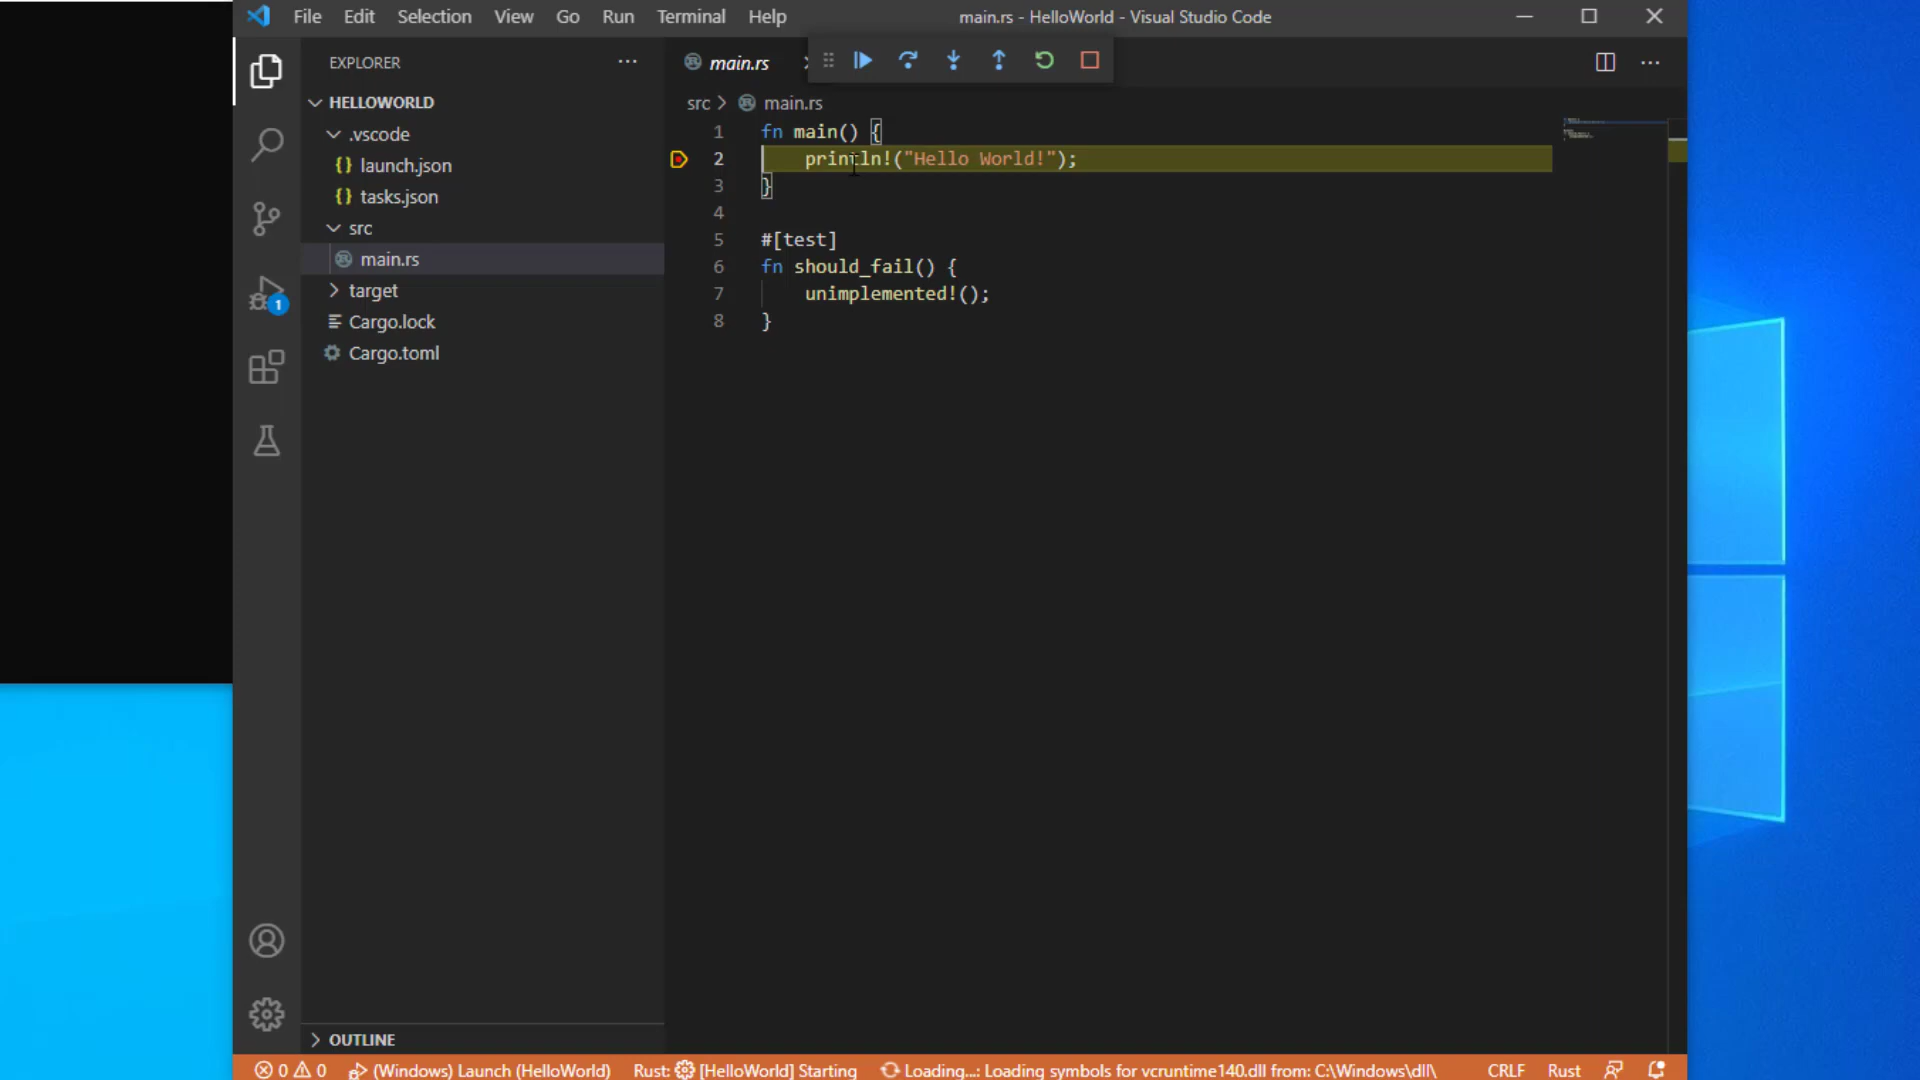 File Edit Selection View Go Run Terminal Help main.rs - HelloWorld - Visual Studio Code
EXPLORER
HELLOWORLD
.vscode
launch.json
tasks.json
src
main.rs
target
Cargo.lock
Cargo.toml
OUTLINE
main.rs
src > main.rs
1 fn main() {
2 println!("Hello World!");
3 }
4
5 #[test]
6 fn should_fail() {
7 unimplemented!();
8 }
1
0 0 (Windows) Launch (HelloWorld) Rust: [HelloWorld] Starting Loading...: Loading symbols for vcruntime140.dll from: C:\Windows\dll\ CRLF Rust